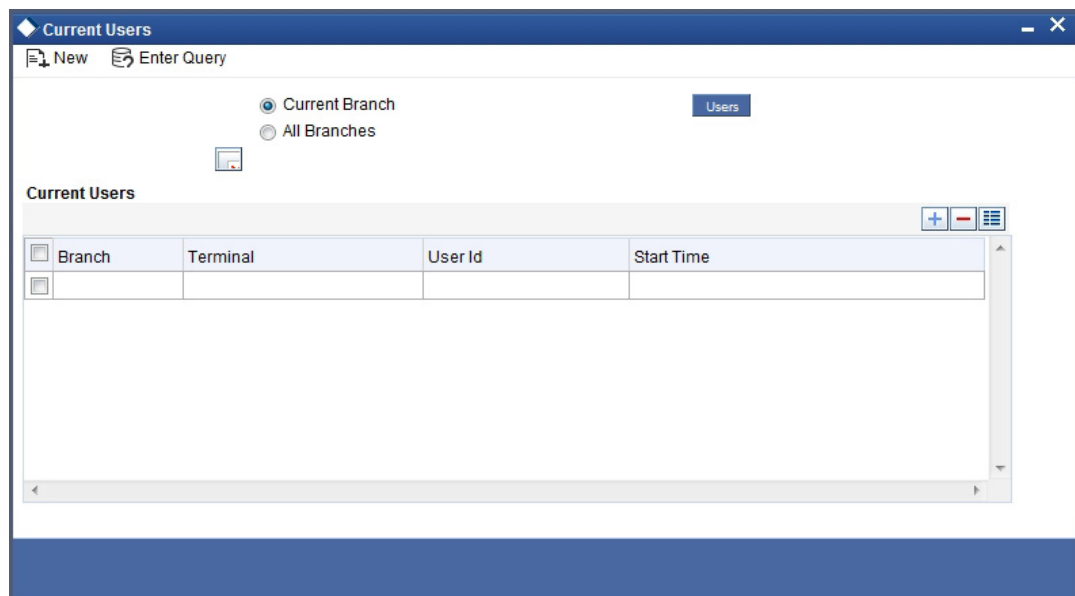 Current Users
New Enter Query
Current Branch Users
All Branches
Current Users
Branch Terminal User Id Start Time